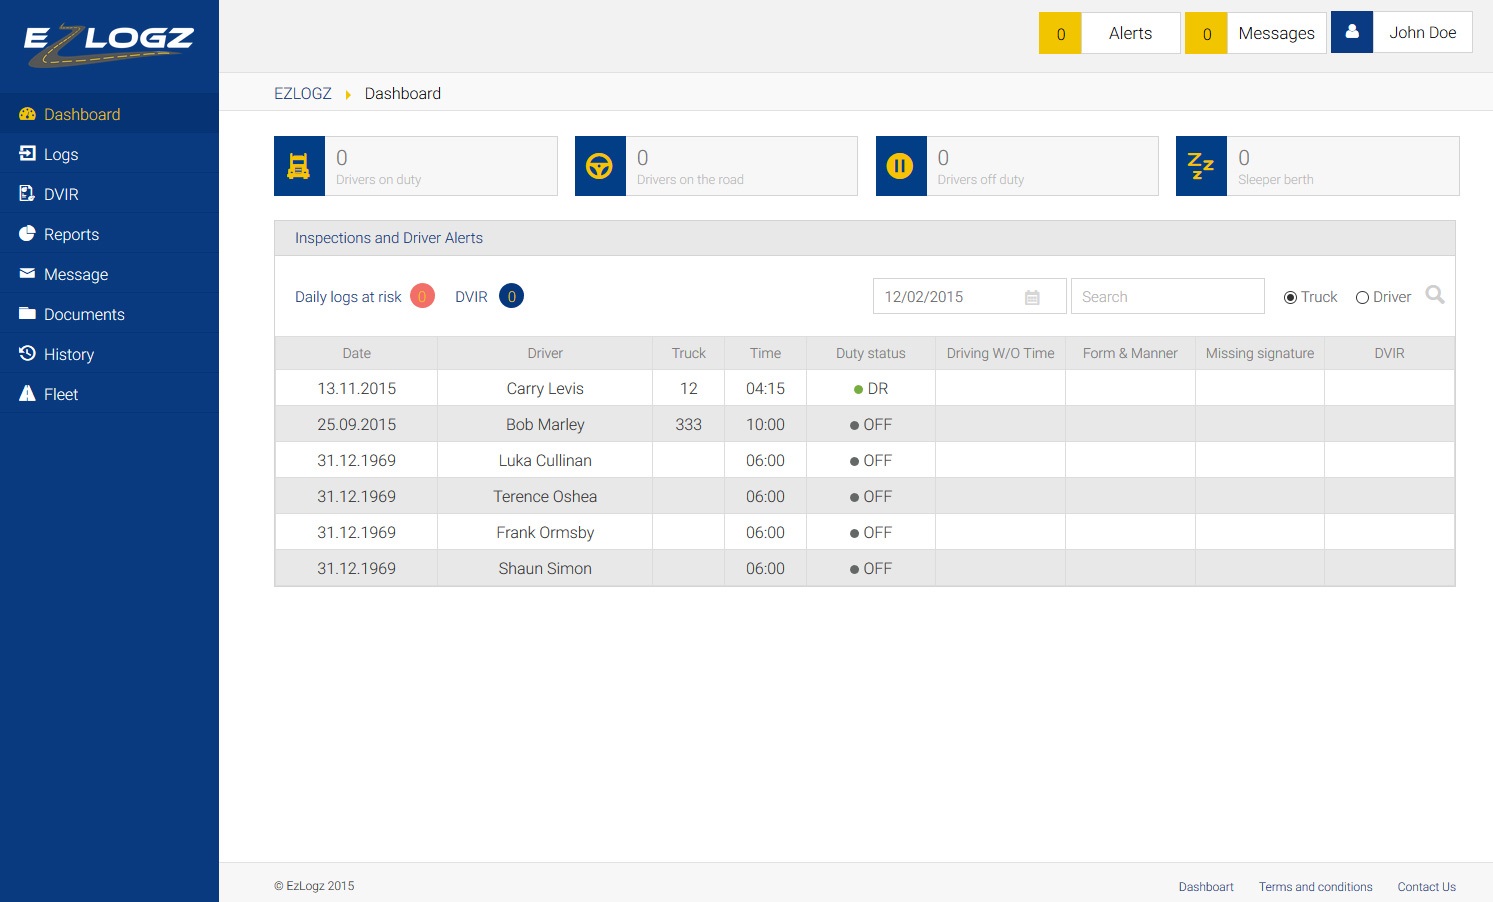 EZLOGZ
0 Alerts 0 Messages John Doe
EZLOGZ Dashboard
Dashboard
Logs
DVIR
Reports
Message
Documents
History
Fleet
0
Drivers on duty
0
Drivers on the road
0
Drivers off duty
ZZZ
0
Sleeper berth
Inspections and Driver Alerts
Daily logs at risk 0 DVIR 0 12/02/2015 Search Truck Driver
Date Driver Truck Time Duty status Driving W/O Time Form & Manner Missing signature DVIR
13.11.2015 Carry Levis 12 04:15 DR
25.09.2015 Bob Marley 333 10:00 OFF
31.12.1969 Luka Cullinan 06:00 OFF
31.12.1969 Terence Oshea 06:00 OFF
31.12.1969 Frank Ormsby 06:00 OFF
31.12.1969 Shaun Simon 06:00 OFF
© EzLogz 2015 Dashboart Terms and conditions Contact Us